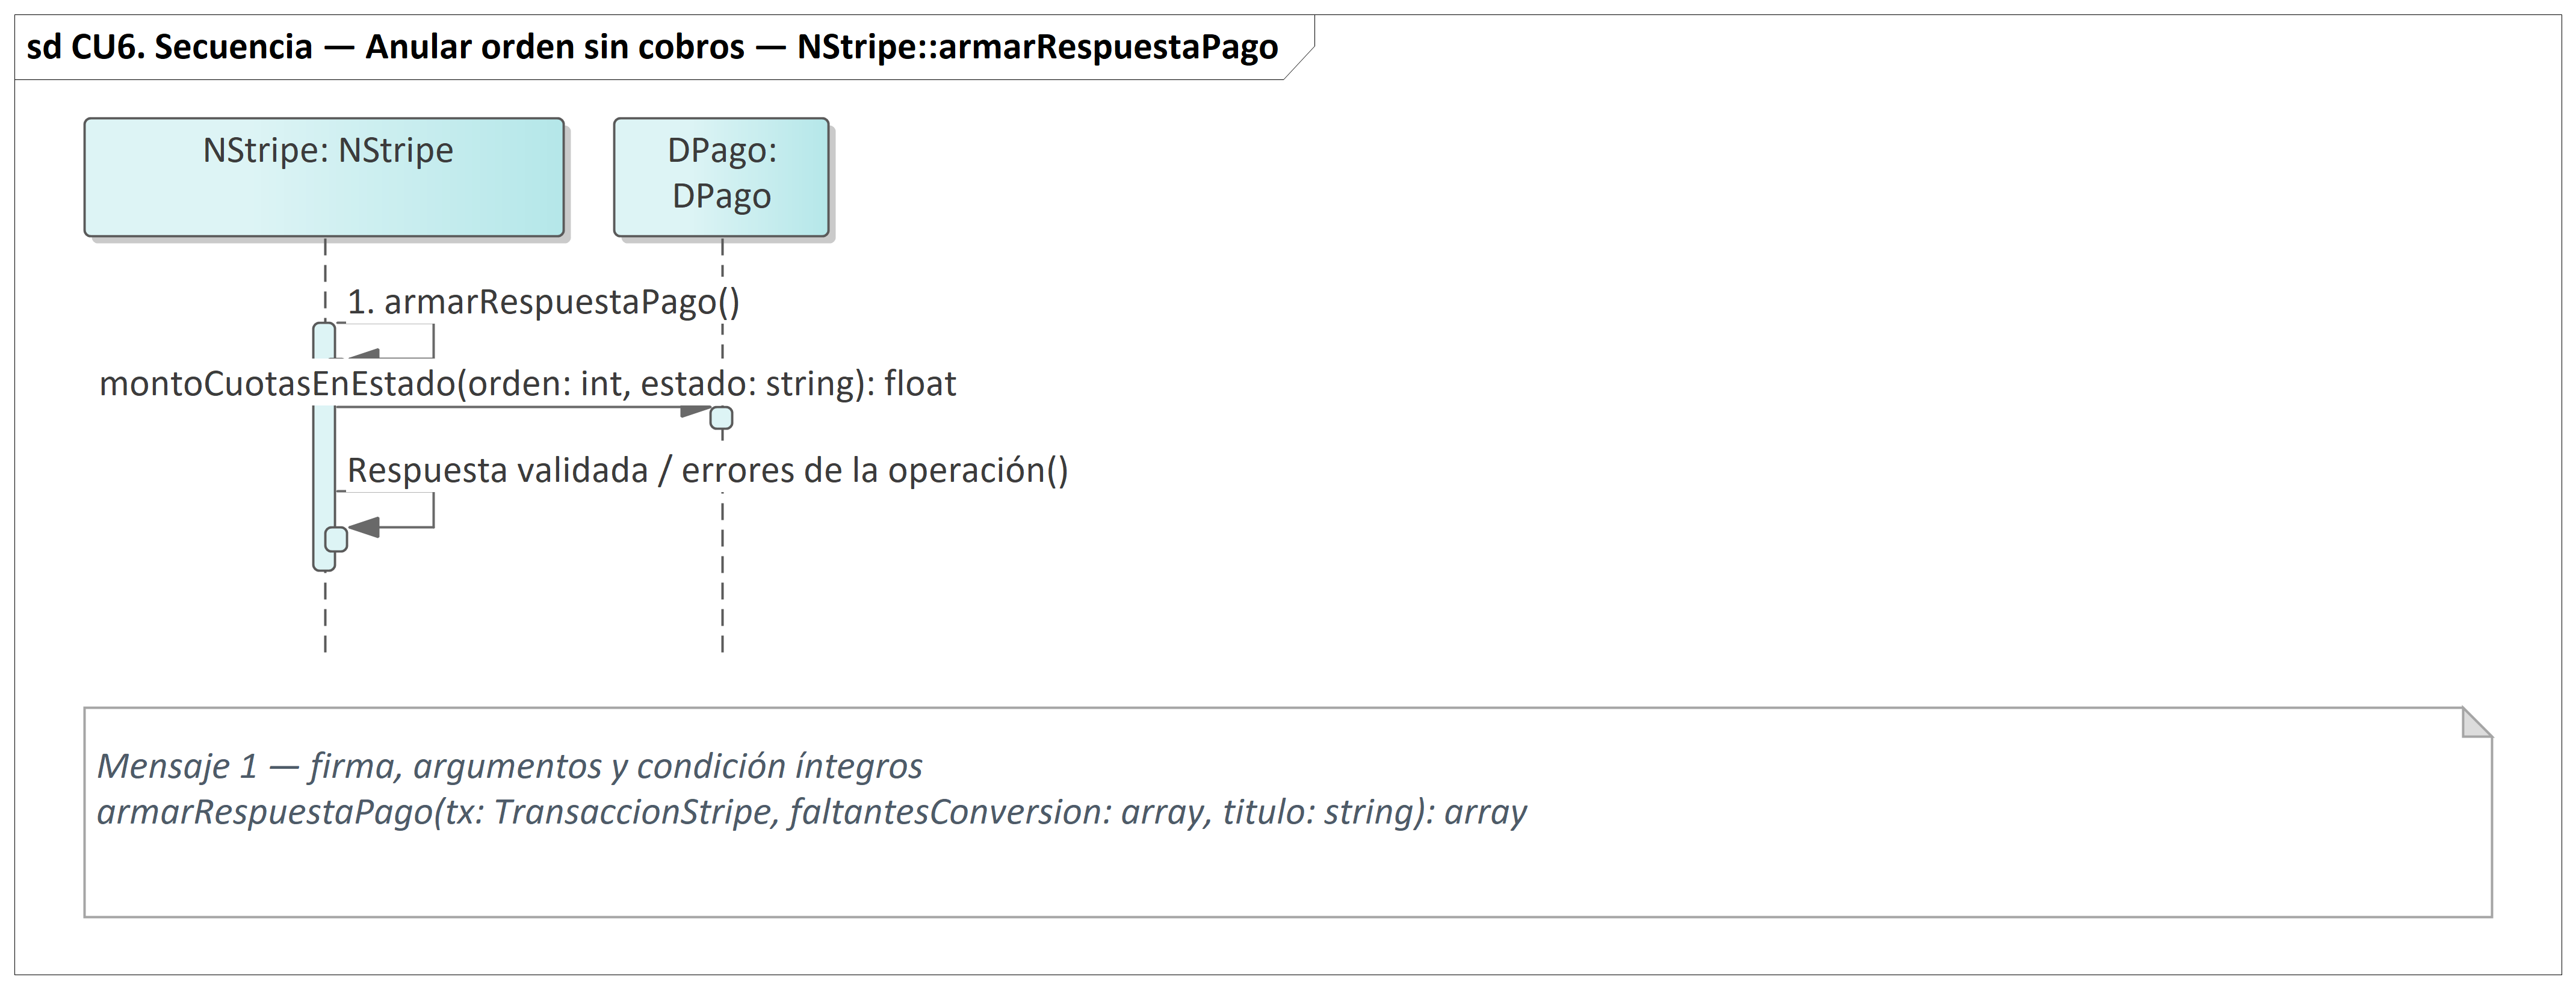 sd CU6. Secuencia — Anular orden sin cobros — NStripe::armarRespuestaPago
NStripe: NStripe
DPago:
DPago
1. armarRespuestaPago()
montoCuotasEnEstado(orden: int, estado: string): float
Respuesta validada / errores de la operación()
Mensaje 1 — firma, argumentos y condición íntegros
armarRespuestaPago(tx: TransaccionStripe, faltantesConversion: array, titulo: string): array